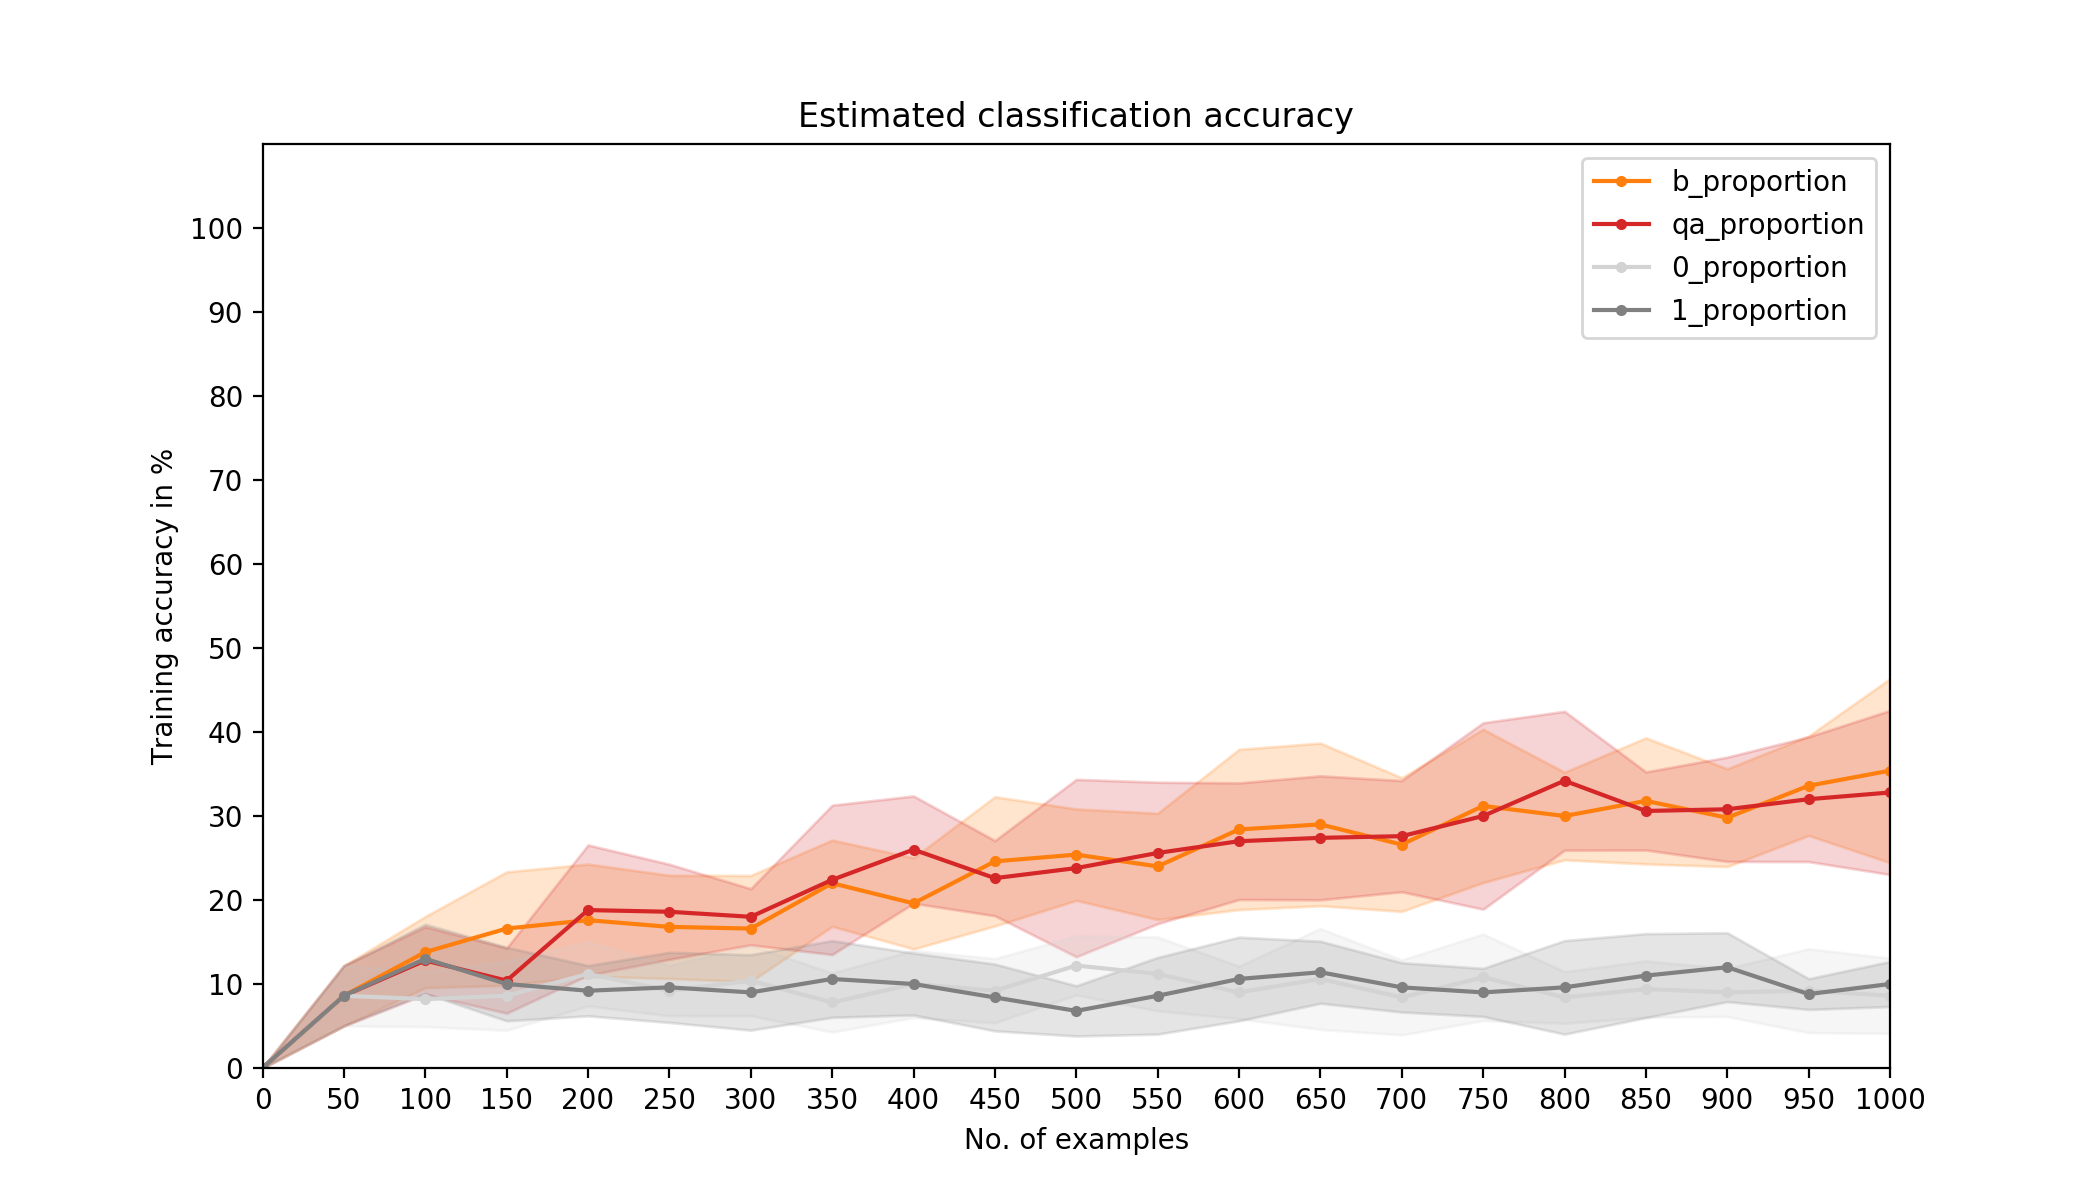 Estimated classification accuracy
b_proportion
qa_proportion
0_proportion
1_proportion
Training accuracy in %
100
90
80
70
60
50
40
30
20
10
0
0 50 100 150 200 250 300 350 400 450 500 550 600 650 700 750 800 850 900 950 1000
No. of examples